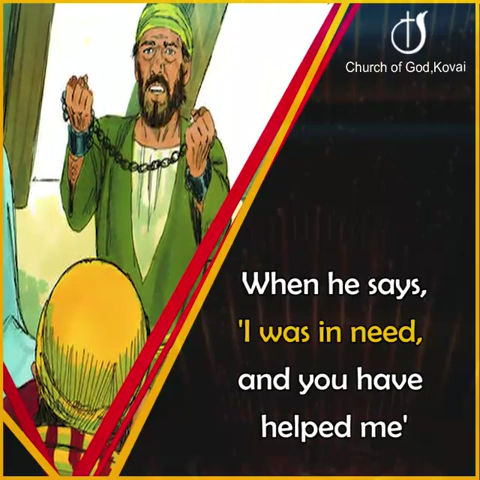 Church of God,Kovai
When he says,
'I was in need,
and you have
helped me'